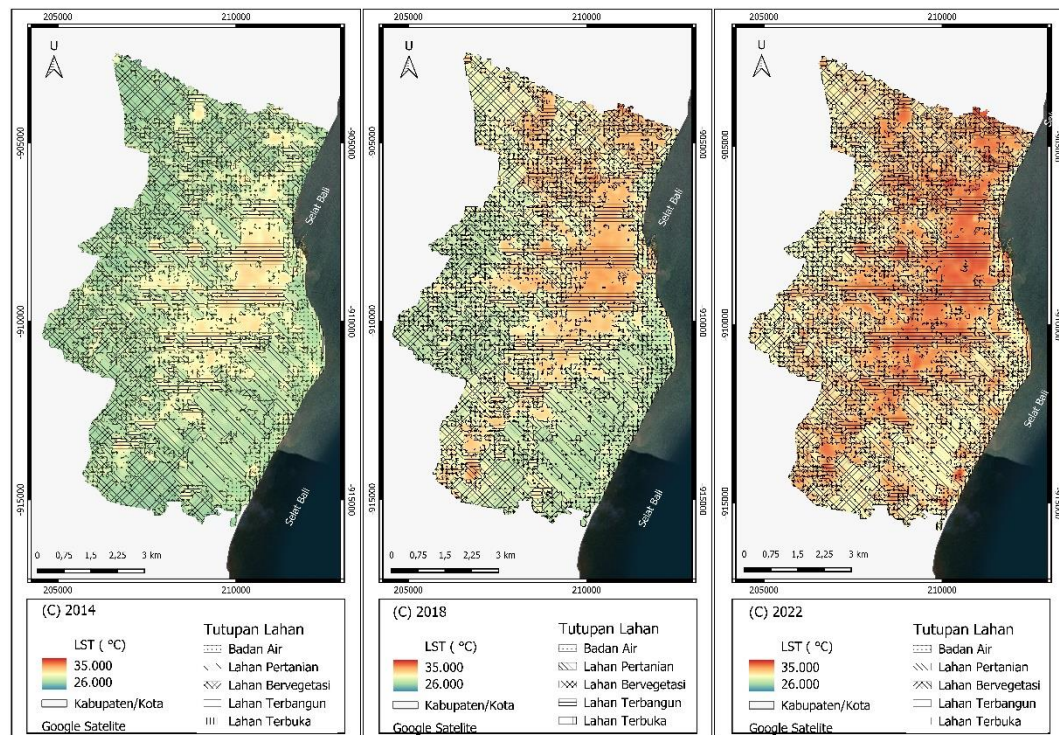 205000 210000
U
-905000
-910000
-915000
Selat Bali
Selat Bali
0 0,75 1,5 2,25 3 km
205000 210000
(C) 2014
LST ( °C)
35.000
26.000
Kabupaten/Kota
Google Satelite
Tutupan Lahan
Badan Air
Lahan Pertanian
Lahan Bervegetasi
Lahan Terbangun
Lahan Terbuka
205000 210000
U
-905000
-910000
-915000
Selat Bali
Selat Bali
0 0,75 1,5 2,25 3 km
205000 210000
(C) 2018
LST ( °C)
35.000
26.000
Kabupaten/Kota
Google Satelite
Tutupan Lahan
Badan Air
Lahan Pertanian
Lahan Bervegetasi
Lahan Terbangun
Lahan Terbuka
205000 210000
U
-905000
-910000
-915000
Selat Bali
0 0,75 1,5 2,25 3 km
205000 210000
(C) 2022
LST ( °C)
35.000
26.000
Kabupaten/Kota
Google Satelite
Tutupan Lahan
Badan Air
Lahan Pertanian
Lahan Bervegetasi
Lahan Terbangun
Lahan Terbuka